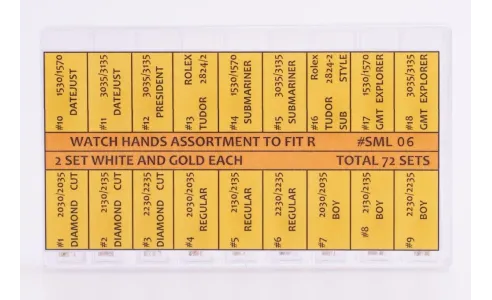 #10 1530/1570
DATEJUST
#11 3035/3135
DATEJUST
#12 3035/3135
PRESIDENT
#13 ROLEX
TUDOR 2824/2
#14 1530/1570
SUBMARINER
#15 3035/3135
SUBMARINER
#16 Rolex
TUDOR 2824-2
SUB STYLE
#17 1530/1570
GMT EXPLORER
#18 3035/3135
GMT EXPLORER
WATCH HANDS ASSORTMENT TO FIT R #SML 06
2 SET WHITE AND GOLD EACH TOTAL 72 SETS
#1 2030/2035
DIAMOND CUT
#2 2130/2135
DIAMOND CUT
#3 2230/2235
DIAMOND CUT
#4 2030/2035
REGULAR
#5 2130/2135
REGULAR
#6 2230/2235
REGULAR
#7 2030/2035
BOY
#8 2130/2135
BOY
#9 2230/2235
BOY